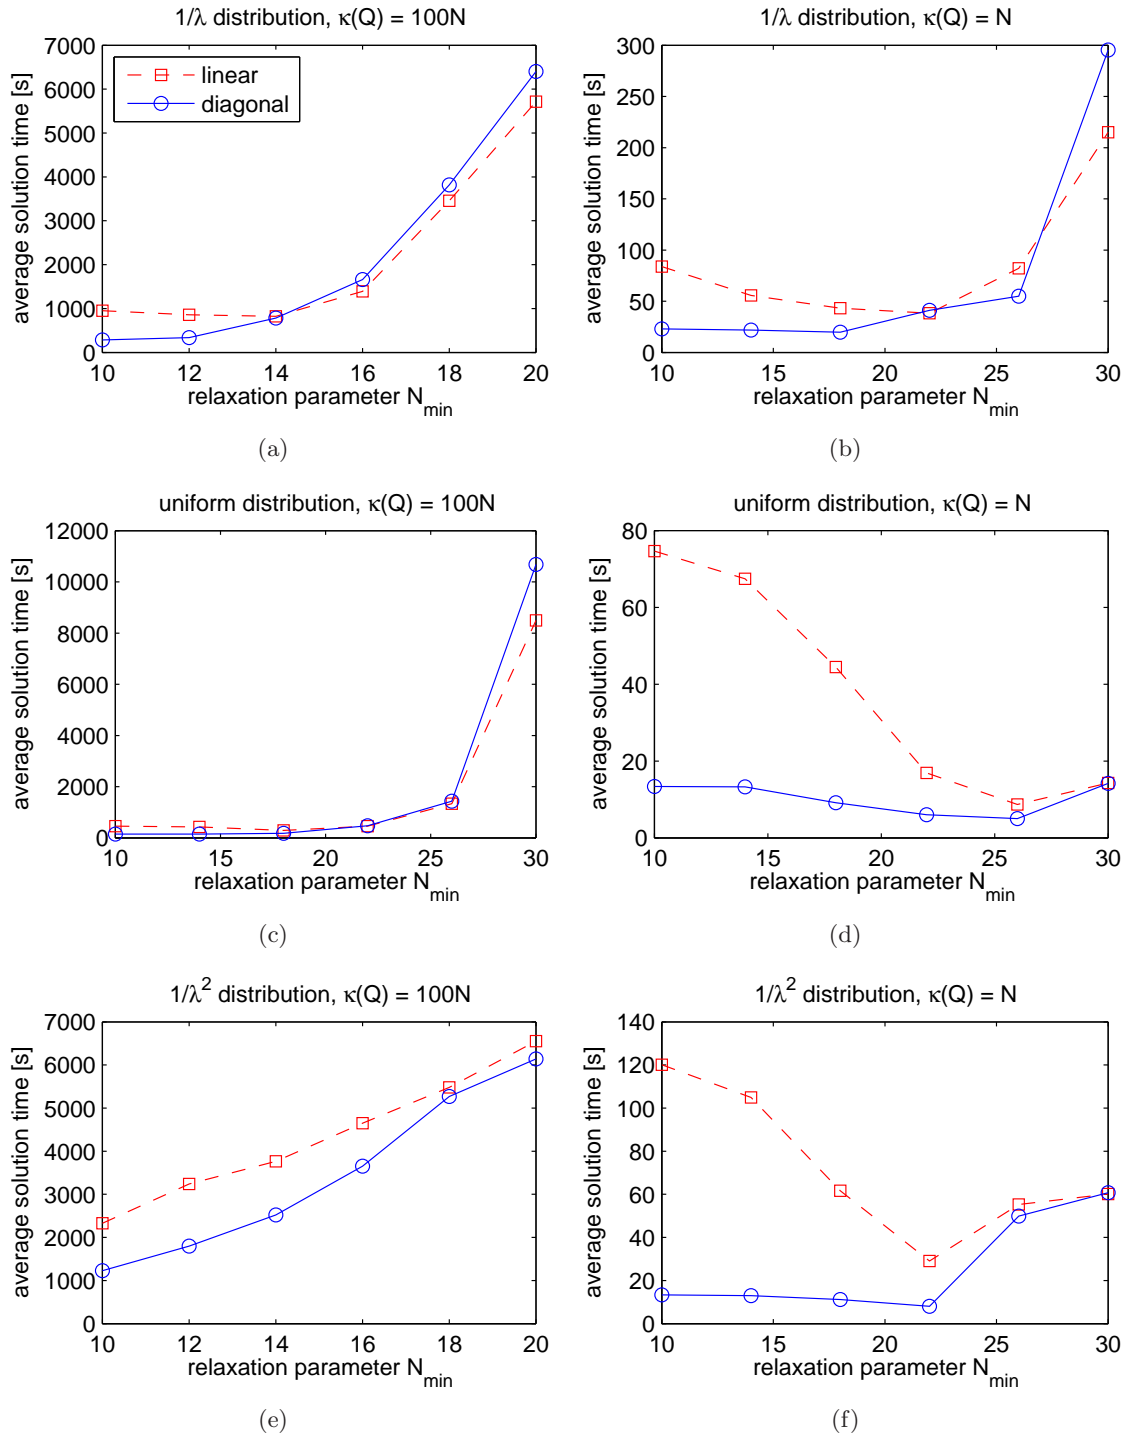 1/λ distribution, κ(Q) = 100N
average solution time [s]
7000
6000
5000
4000
3000
2000
1000
0
linear
diagonal
10 12 14 16 18 20
relaxation parameter N_min
(a)
1/λ distribution, κ(Q) = N
average solution time [s]
300
250
200
150
100
50
0
10 15 20 25 30
relaxation parameter N_min
(b)
uniform distribution, κ(Q) = 100N
average solution time [s]
12000
10000
8000
6000
4000
2000
0
10 15 20 25 30
relaxation parameter N_min
(c)
uniform distribution, κ(Q) = N
average solution time [s]
80
60
40
20
0
10 15 20 25 30
relaxation parameter N_min
(d)
1/λ² distribution, κ(Q) = 100N
average solution time [s]
7000
6000
5000
4000
3000
2000
1000
0
10 12 14 16 18 20
relaxation parameter N_min
(e)
1/λ² distribution, κ(Q) = N
average solution time [s]
140
120
100
80
60
40
20
0
10 15 20 25 30
relaxation parameter N_min
(f)